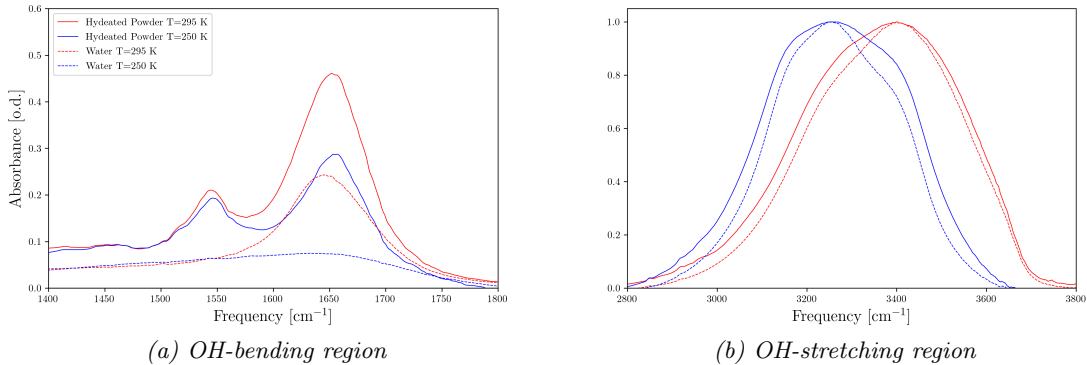 0.6
0.5
0.4
0.3
0.2
0.1
0.0
Absorbance [o.d.]
Hydeated Powder T=295 K
Hydeated Powder T=250 K
Water T=295 K
Water T=250 K
1400 1450 1500 1550 1600 1650 1700 1750 1800
Frequency [cm⁻¹]
(a) OH-bending region
1.0
0.8
0.6
0.4
0.2
0.0
2800 3000 3200 3400 3600 3800
Frequency [cm⁻¹]
(b) OH-stretching region